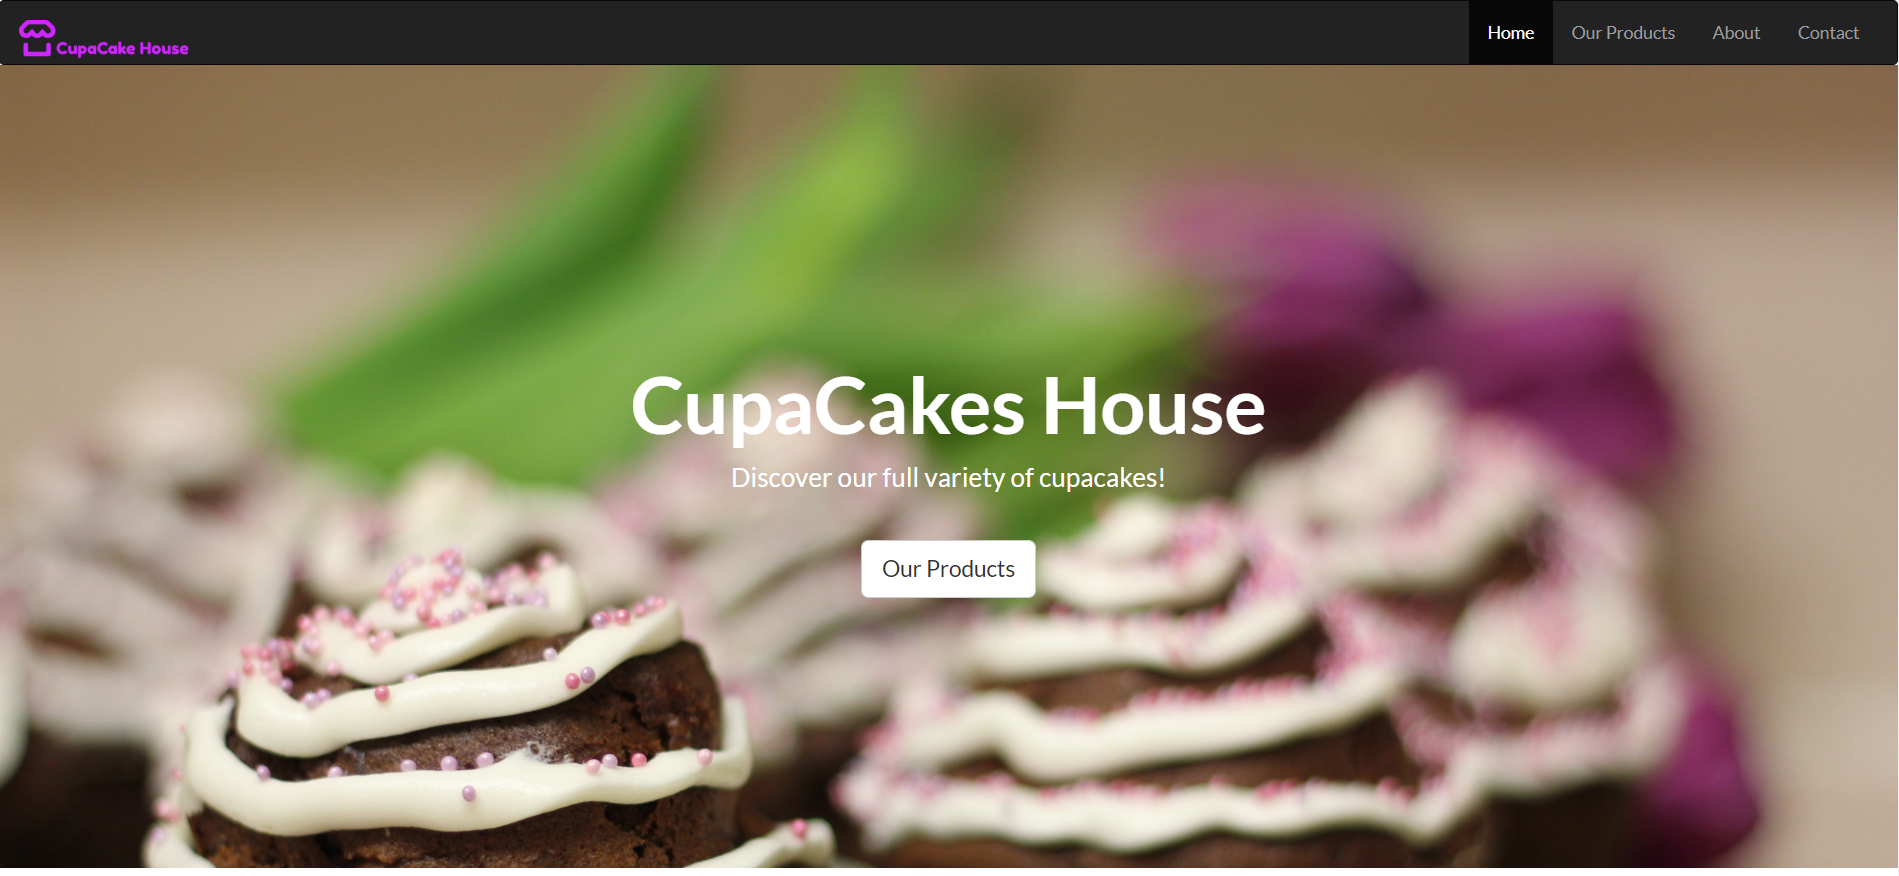 CupaCake House
Home Our Products About Contact
CupaCakes House
Discover our full variety of cupacakes!
Our Products